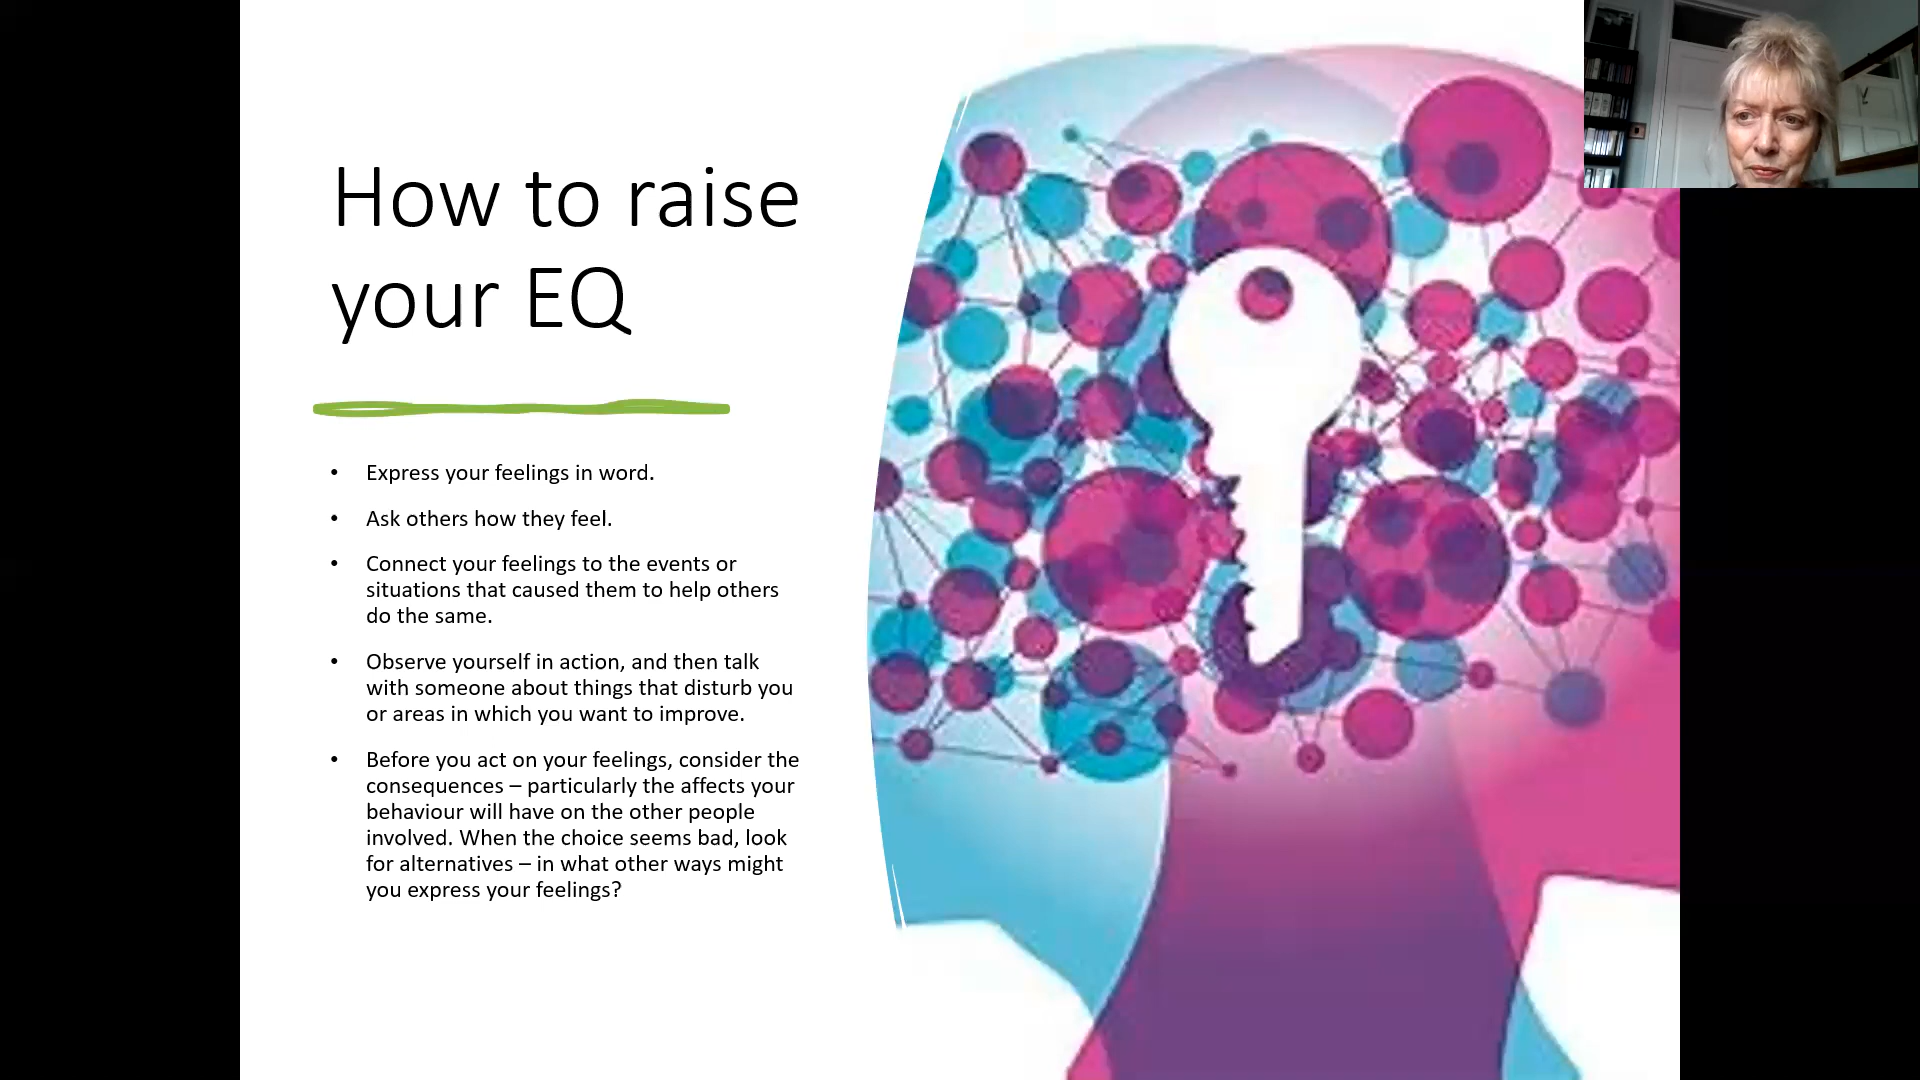 How to raise
your EQ
• Express your feelings in word.
• Ask others how they feel.
• Connect your feelings to the events or
situations that caused them to help others
do the same.
• Observe yourself in action, and then talk
with someone about things that disturb you
or areas in which you want to improve.
• Before you act on your feelings, consider the
consequences – particularly the affects your
behaviour will have on the other people
involved. When the choice seems bad, look
for alternatives – in what other ways might
you express your feelings?